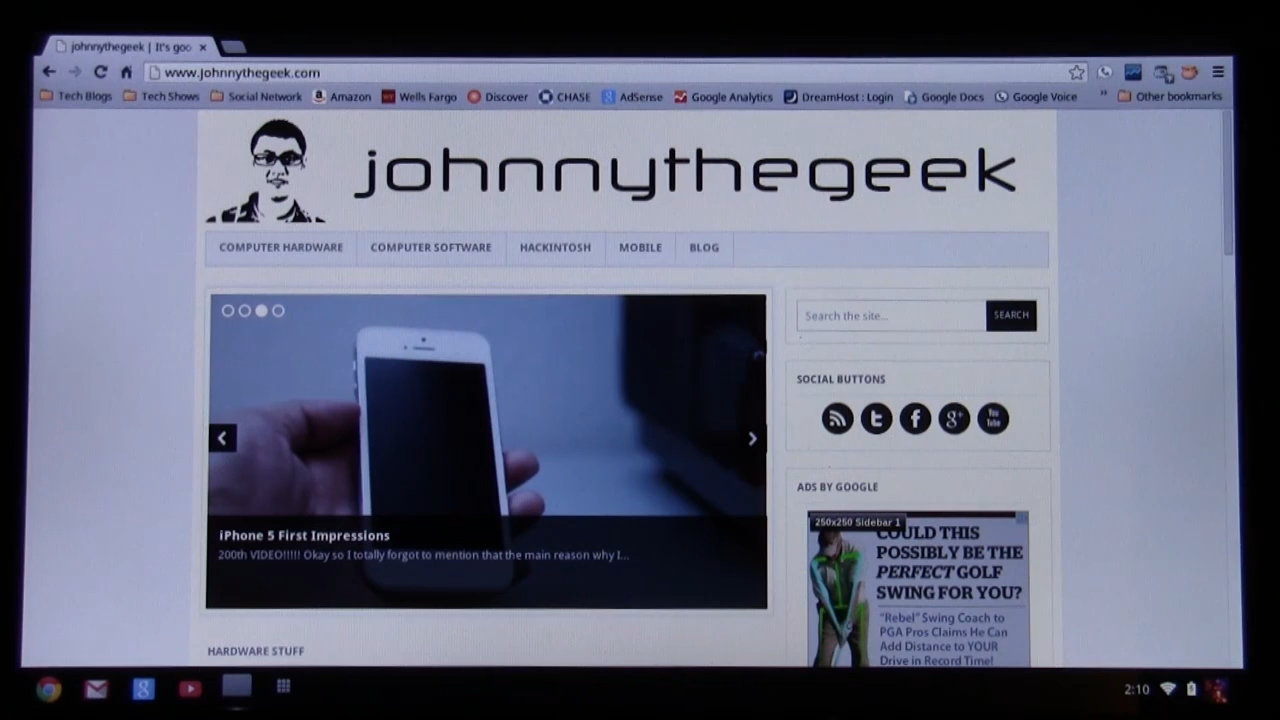 johnnythegeek | It's goo
www.johnnythegeek.com
Tech Blogs Tech Shows Social Network Amazon Wells Fargo Discover CHASE AdSense Google Analytics DreamHost : Login Google Docs Google Voice Other bookmarks
johnnythegeek
COMPUTER HARDWARE COMPUTER SOFTWARE HACKINTOSH MOBILE BLOG
Search the site... SEARCH
SOCIAL BUTTONS
You Tube
iPhone 5 First Impressions
200th VIDEO!!!!! Okay so I totally forgot to mention that the main reason why I...
ADS BY GOOGLE
250x250 Sidebar 1
COULD THIS
POSSIBLY BE THE
PERFECT GOLF
SWING FOR YOU?
"Rebel" Swing Coach to
PGA Pros Claims He Can
Add Distance to YOUR
Drive in Record Time!
HARDWARE STUFF
2:10